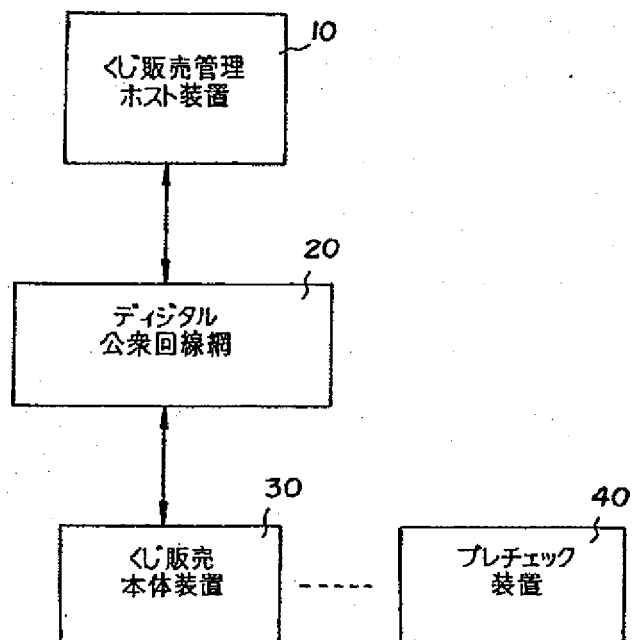 10
くじ販売管理
ホスト装置
20
ディジタル
公衆回線網
30
くじ販売
本体装置
40
プレチェック
装置